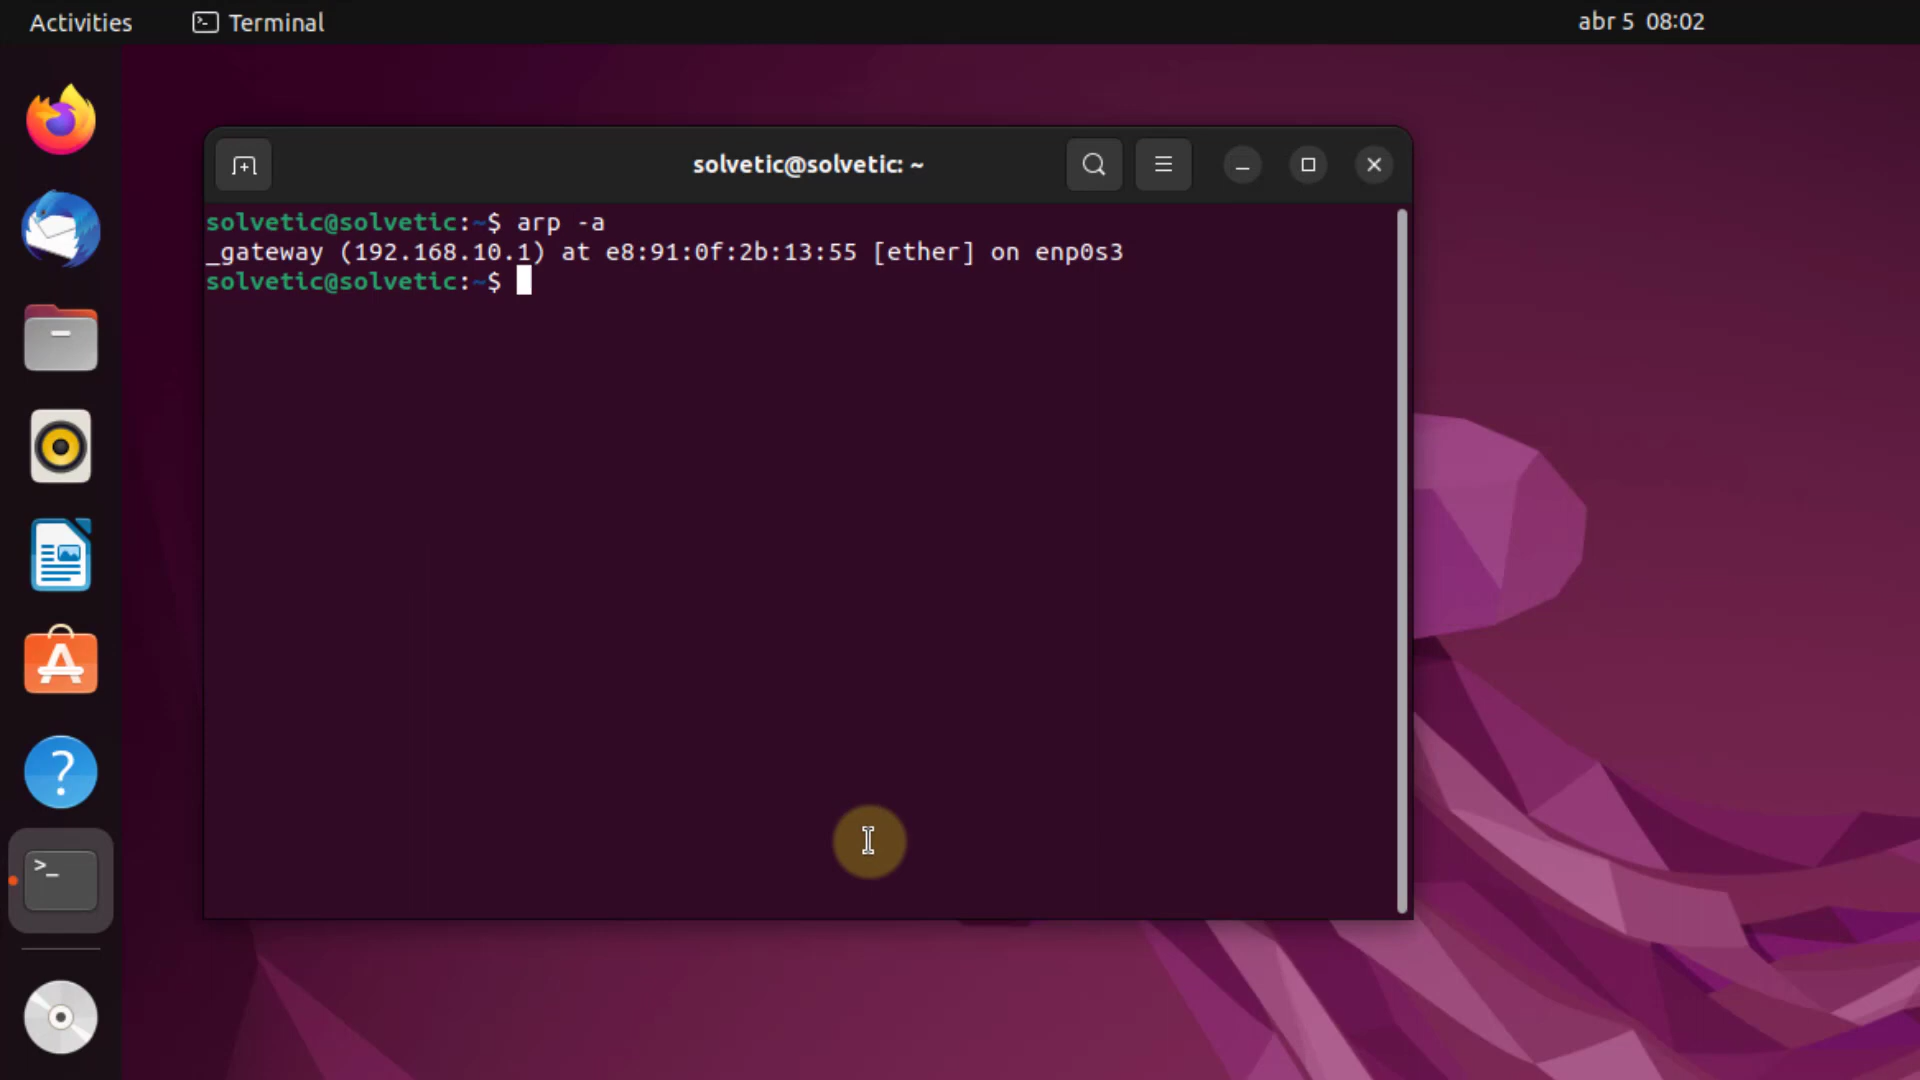 Activities
Terminal
abr 5 08:02
solvetic@solvetic: ~
solvetic@solvetic:~$ arp -a
_gateway (192.168.10.1) at e8:91:0f:2b:13:55 [ether] on enp0s3
solvetic@solvetic:~$